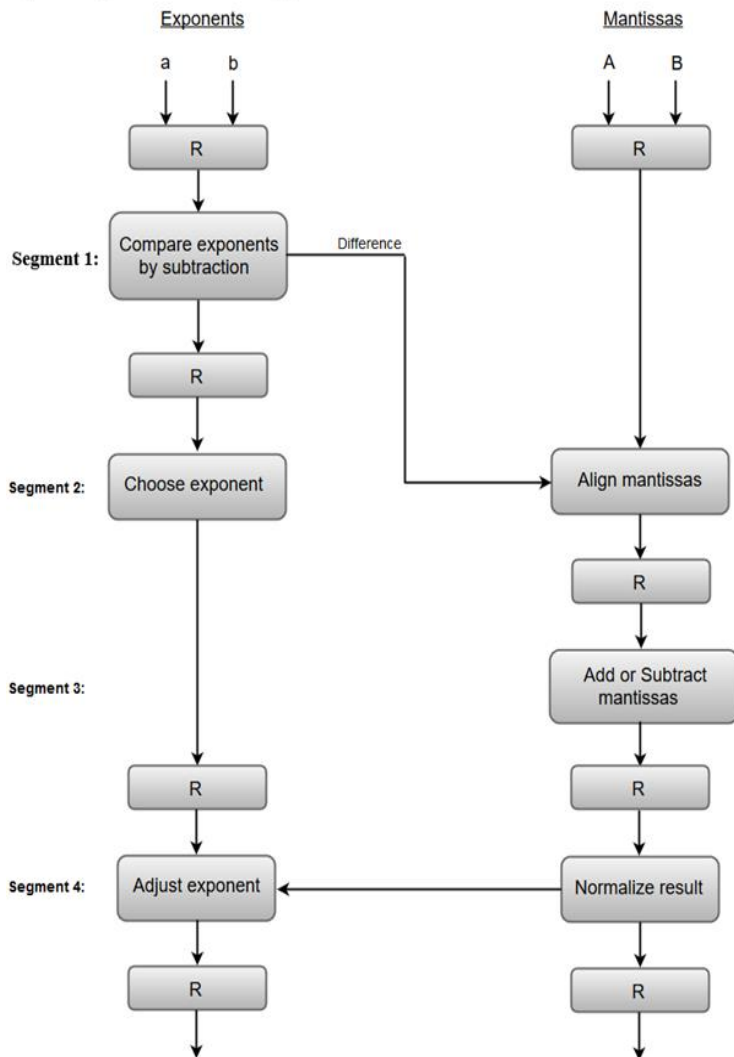 Exponents
Mantissas
a
b
A
B
R
R
Segment 1:
Compare exponents
by subtraction
Difference
R
Segment 2:
Choose exponent
Align mantissas
R
Segment 3:
Add or Subtract
mantissas
R
R
Segment 4:
Adjust exponent
Normalize result
R
R